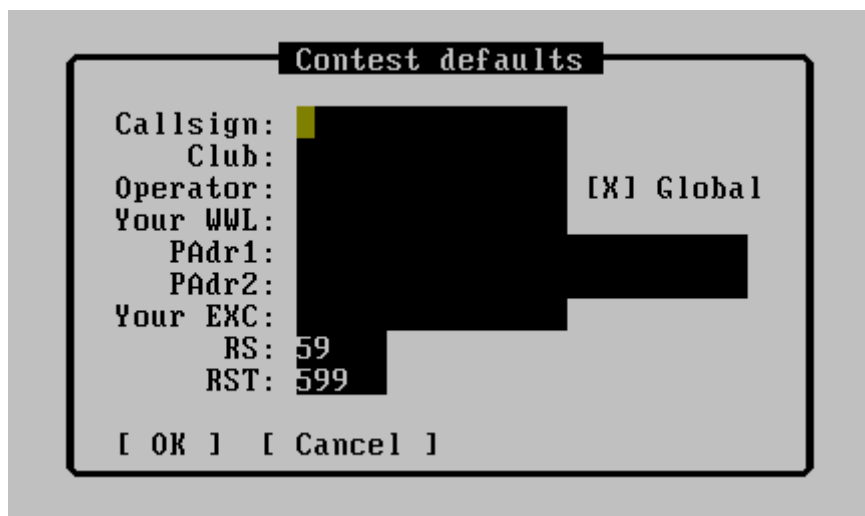 Contest defaults
Callsign:
Club:
Operator: [X] Global
Your WWL:
PAdr1:
PAdr2:
Your EXC:
RS: 59
RST: 599
[ OK ] [ Cancel ]